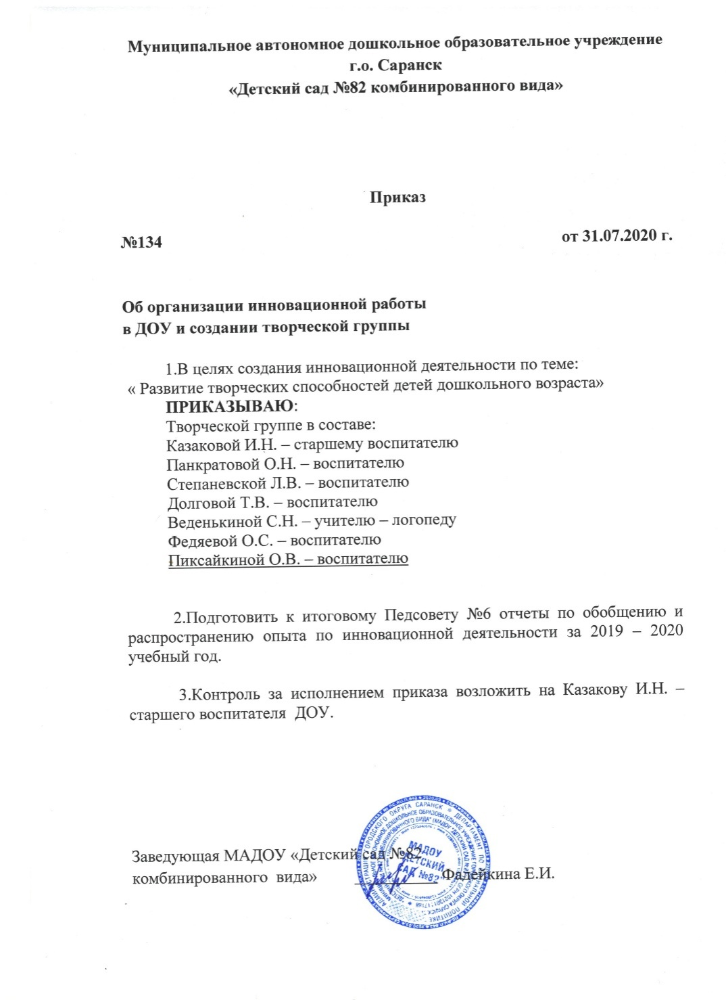 Муниципальное автономное дошкольное образовательное учреждение
г.о. Саранск
«Детский сад №82 комбинированного вида»
Приказ
№134
от 31.07.2020 г.
Об организации инновационной работы
в ДОУ и создании творческой группы
1.В целях создания инновационной деятельности по теме:
« Развитие творческих способностей детей дошкольного возраста»
ПРИКАЗЫВАЮ:
Творческой группе в составе:
Казаковой И.Н. – старшему воспитателю
Панкратовой О.Н. – воспитателю
Степаневской Л.В. – воспитателю
Долговой Т.В. – воспитателю
Веденькиной С.Н. – учителю – логопеду
Федяевой О.С. – воспитателю
Пиксайкиной О.В. – воспитателю
2.Подготовить к итоговому Педсовету №6 отчеты по обобщению и
распространению опыта по инновационной деятельности за 2019 – 2020
учебный год.
3.Контроль за исполнением приказа возложить на Казакову И.Н. –
старшего воспитателя ДОУ.
Заведующая МАДОУ «Детский сад №82
комбинированного вида» Фадейкина Е.И.
МАДОУ
"ДЕТСКИЙ
САД №82"